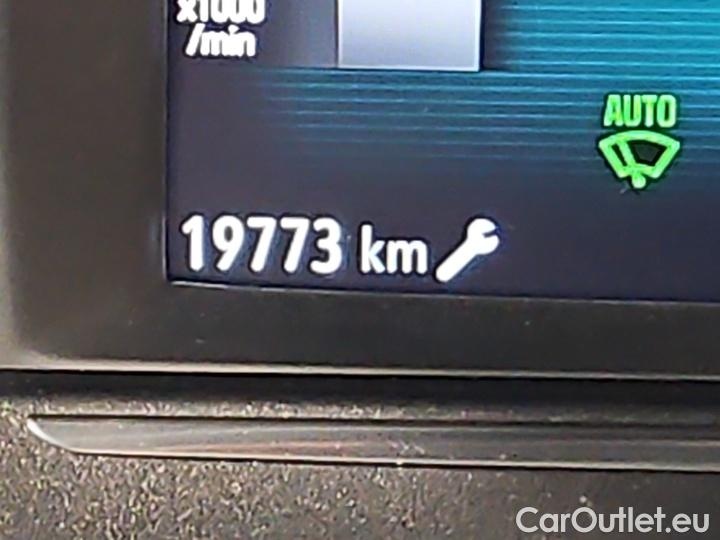 x1000
/min
AUTO
19773 km
CarOutlet.eu